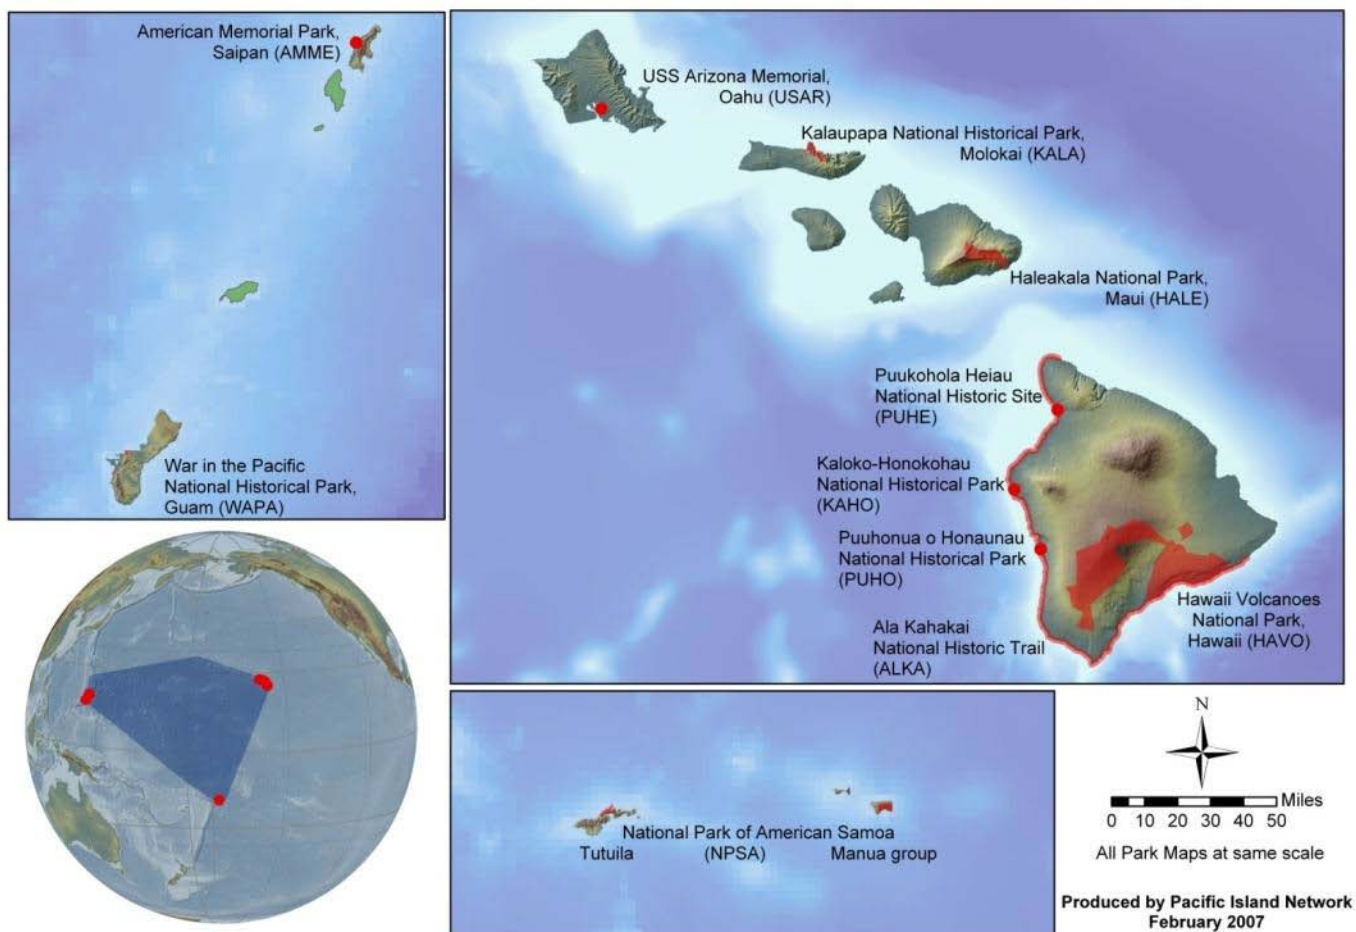 American Memorial Park,
Saipan (AMME)
War in the Pacific
National Historical Park,
Guam (WAPA)
USS Arizona Memorial,
Oahu (USAR)
Kalaupapa National Historical Park,
Molokai (KALA)
Haleakala National Park,
Maui (HALE)
Puukohola Heiau
National Historic Site
(PUHE)
Kaloko-Honokohau
National Historical Park
(KAHO)
Puuhonua o Honaunau
National Historical Park
(PUHO)
Ala Kahakai
National Historic Trail
(ALKA)
Hawaii Volcanoes
National Park,
Hawaii (HAVO)
National Park of American Samoa
(NPSA)
Tutuila
Manua group
N
Miles
0 10 20 30 40 50
All Park Maps at same scale
Produced by Pacific Island Network
February 2007